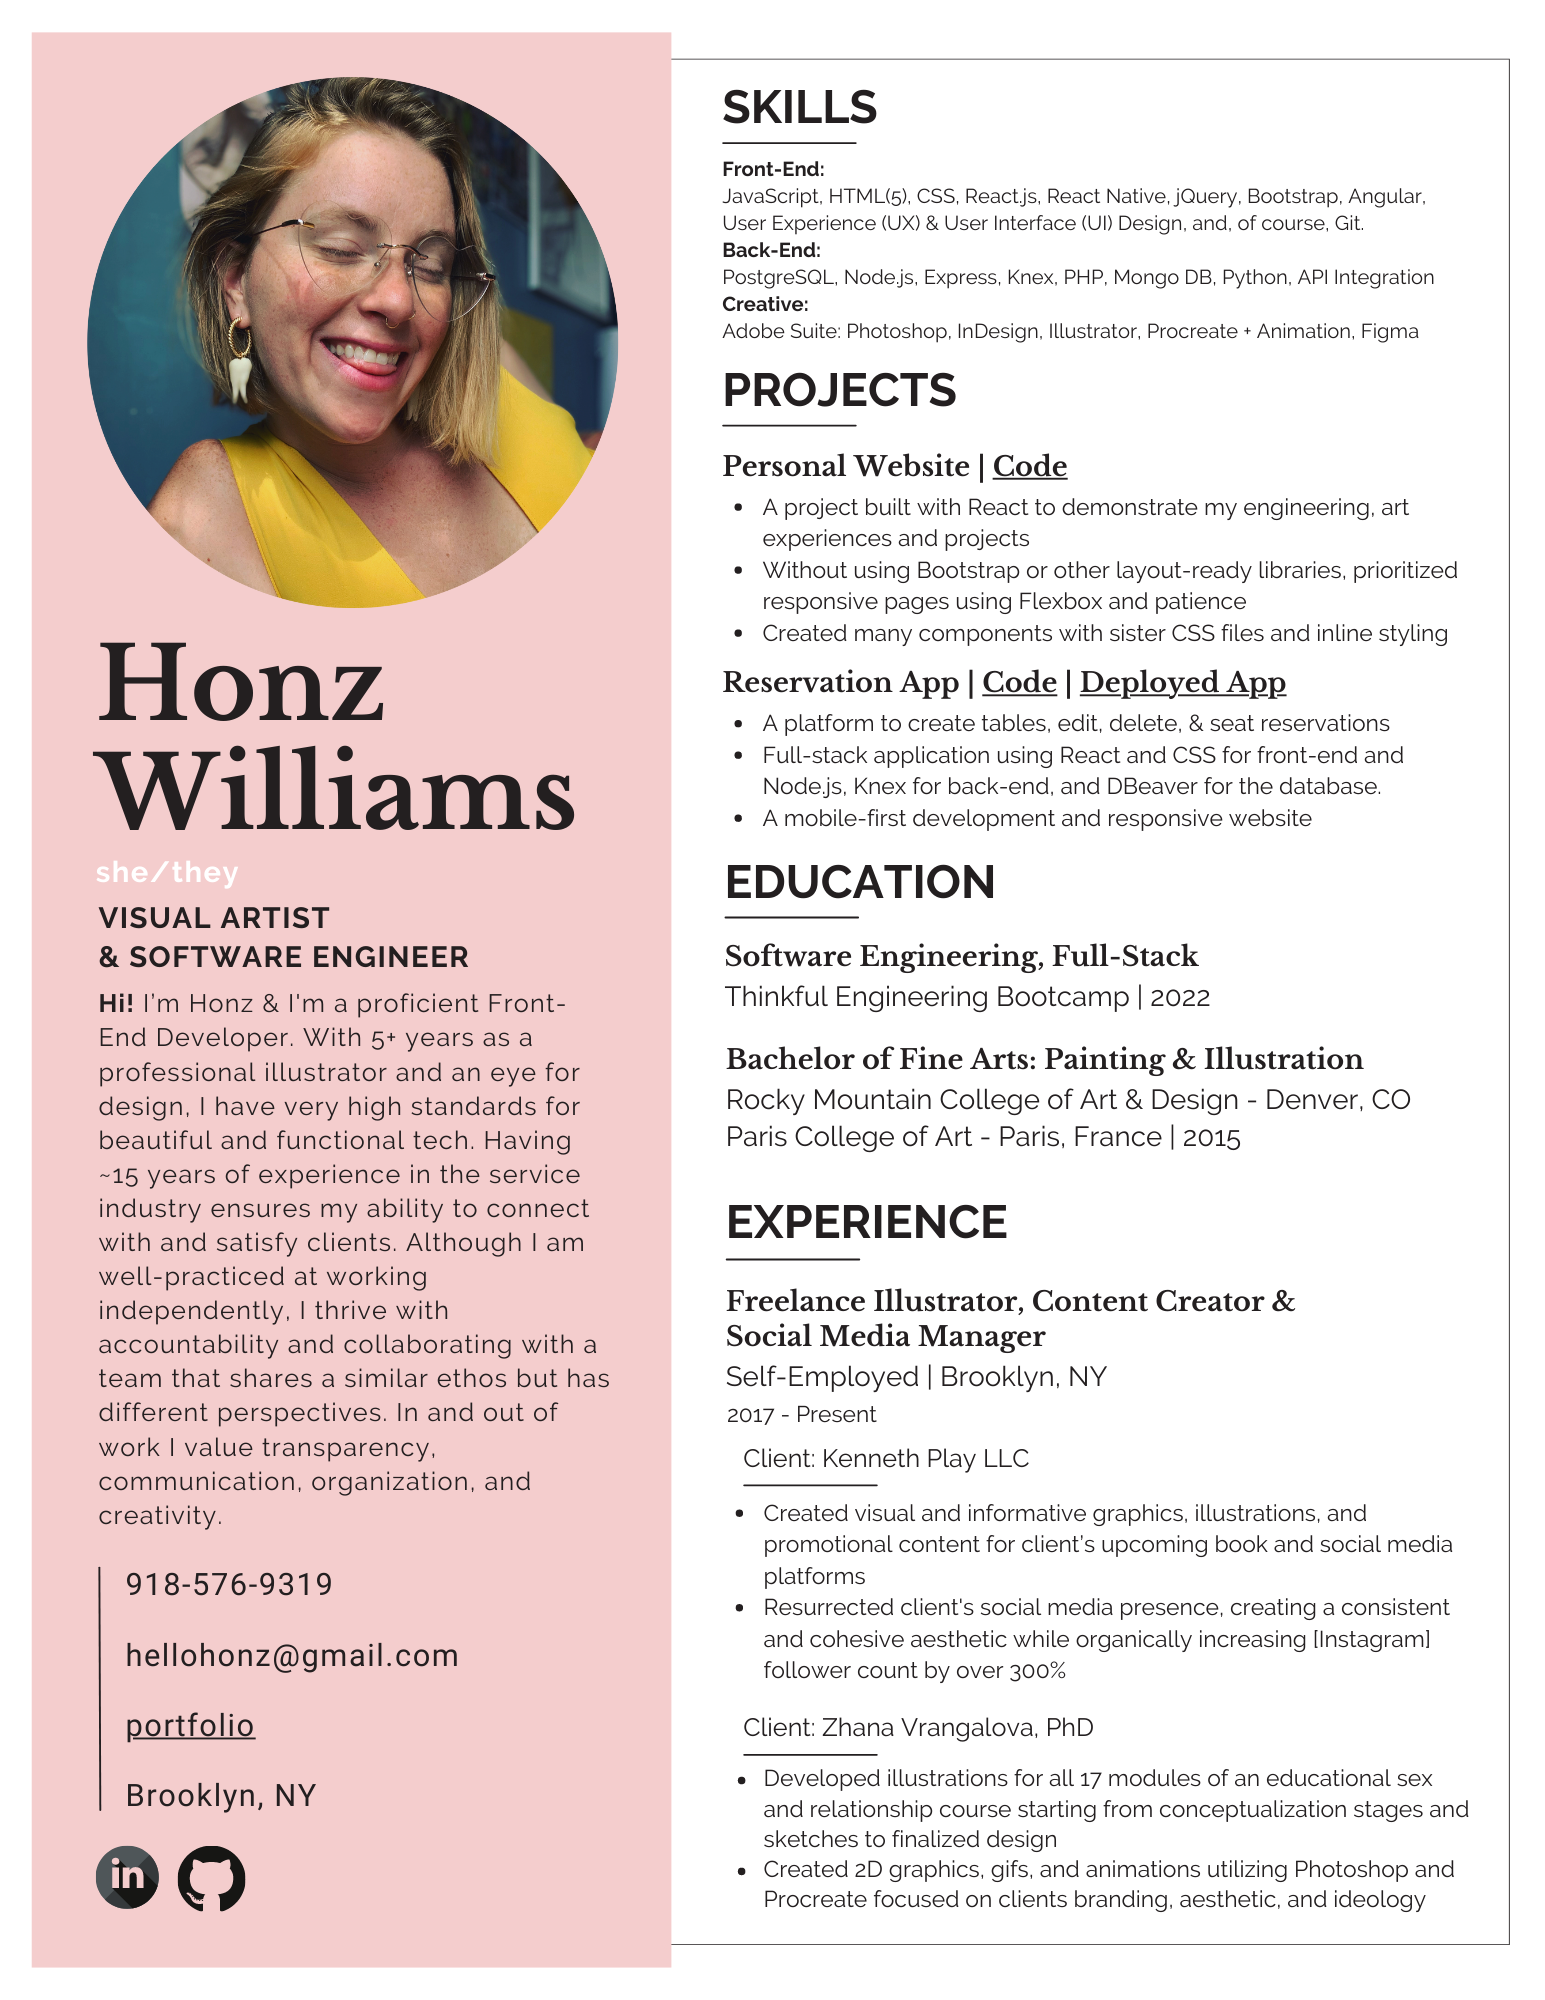 Honz
Williams
she/they
VISUAL ARTIST
& SOFTWARE ENGINEER
Hi! I'm Honz & I'm a proficient Front-
End Developer. With 5+ years as a
professional illustrator and an eye for
design, I have very high standards for
beautiful and functional tech. Having
~15 years of experience in the service
industry ensures my ability to connect
with and satisfy clients. Although I am
well-practiced at working
independently, I thrive with
accountability and collaborating with a
team that shares a similar ethos but has
different perspectives. In and out of
work I value transparency,
communication, organization, and
creativity.
918-576-9319
hellohonz@gmail.com
portfolio
Brooklyn, NY
in
SKILLS
Front-End:
JavaScript, HTML(5), CSS, React.js, React Native, jQuery, Bootstrap, Angular,
User Experience (UX) & User Interface (UI) Design, and, of course, Git.
Back-End:
PostgreSQL, Node.js, Express, Knex, PHP, Mongo DB, Python, API Integration
Creative:
Adobe Suite: Photoshop, InDesign, Illustrator, Procreate + Animation, Figma
PROJECTS
Personal Website | Code
• A project built with React to demonstrate my engineering, art
experiences and projects
• Without using Bootstrap or other layout-ready libraries, prioritized
responsive pages using Flexbox and patience
• Created many components with sister CSS files and inline styling
Reservation App | Code | Deployed App
• A platform to create tables, edit, delete, & seat reservations
• Full-stack application using React and CSS for front-end and
Node.js, Knex for back-end, and DBeaver for the database.
• A mobile-first development and responsive website
EDUCATION
Software Engineering, Full-Stack
Thinkful Engineering Bootcamp | 2022
Bachelor of Fine Arts: Painting & Illustration
Rocky Mountain College of Art & Design - Denver, CO
Paris College of Art - Paris, France | 2015
EXPERIENCE
Freelance Illustrator, Content Creator &
Social Media Manager
Self-Employed | Brooklyn, NY
2017 - Present
Client: Kenneth Play LLC
• Created visual and informative graphics, illustrations, and
promotional content for client's upcoming book and social media
platforms
• Resurrected client's social media presence, creating a consistent
and cohesive aesthetic while organically increasing [Instagram]
follower count by over 300%
Client: Zhana Vrangalova, PhD
• Developed illustrations for all 17 modules of an educational sex
and relationship course starting from conceptualization stages and
sketches to finalized design
• Created 2D graphics, gifs, and animations utilizing Photoshop and
Procreate focused on clients branding, aesthetic, and ideology